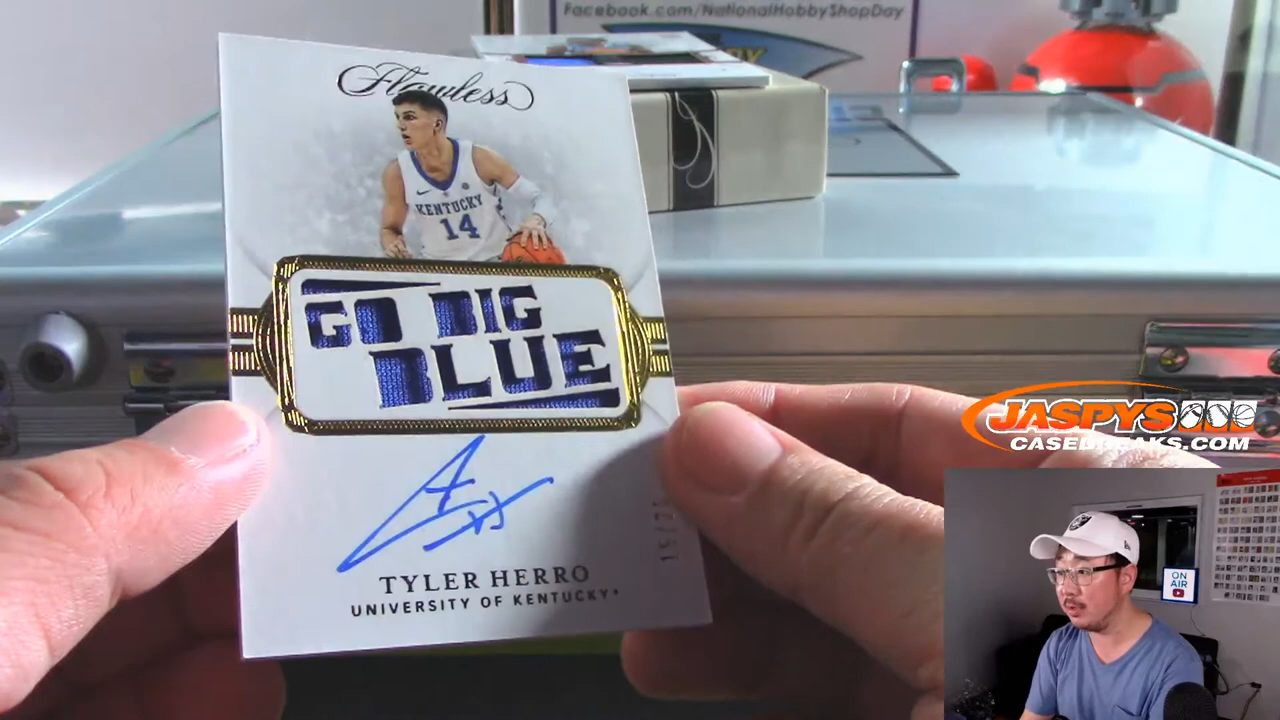 Facebook.com/NationalHobbyShopDay
Flawless
KENTUCKY
14
GO BIG
BLUE
TYLER HERRO
UNIVERSITY OF KENTUCKY
JASPYS
CASEBREAKS.COM
ON
AIR